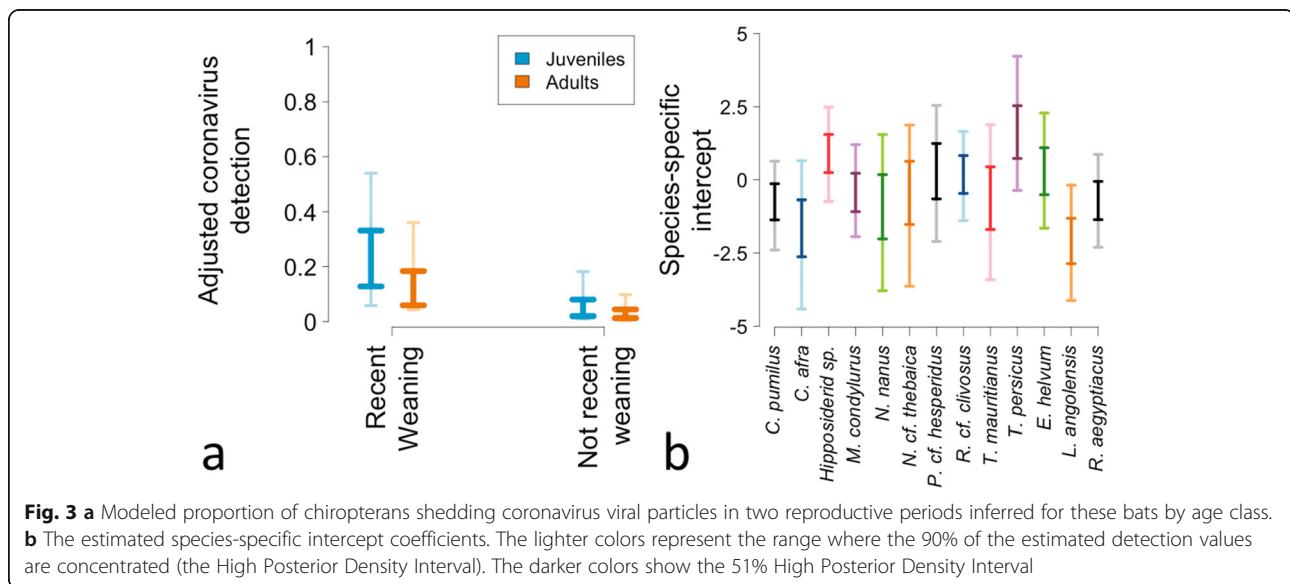 Adjusted coronavirus
detection
1
0.8
0.6
0.4
0.2
0
Juveniles
Adults
Recent
Weaning
Not recent
weaning
a
Species-specific
intercept
5
2.5
0
-2.5
-5
C. pumilus
C. afra
Hipposiderid sp.
M. condylurus
N. nanus
N. cf. thebaica
P. cf. hesperidus
R. cf. clivosus
T. mauritianus
T. persicus
E. helvum
L. angolensis
R. aegyptiacus
b
Fig. 3 a Modeled proportion of chiropterans shedding coronavirus viral particles in two reproductive periods inferred for these bats by age class.
b The estimated species-specific intercept coefficients. The lighter colors represent the range where the 90% of the estimated detection values
are concentrated (the High Posterior Density Interval). The darker colors show the 51% High Posterior Density Interval